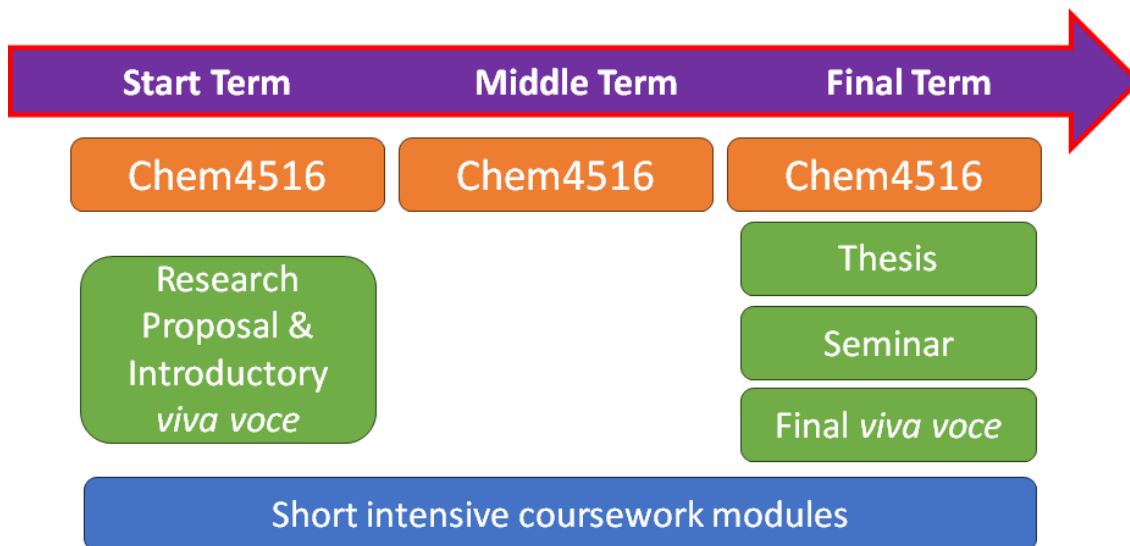 Start Term Middle Term Final Term
Chem4516 Chem4516 Chem4516
Research
Proposal &
Introductory
viva voce
Thesis
Seminar
Final viva voce
Short intensive coursework modules